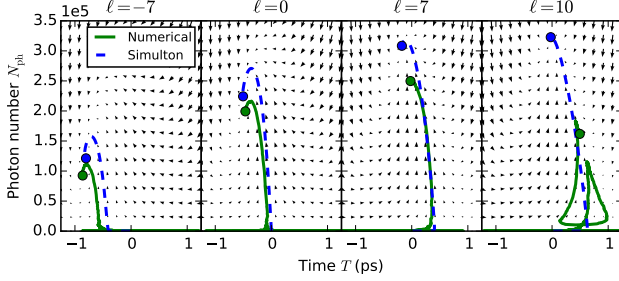 ℓ = −7 ℓ = 0 ℓ = 7 ℓ = 10
1e5
3.5
3.0
2.5
2.0
1.5
1.0
0.5
0.0
Photon number N_ph
Numerical
Simulton
−1 0 1 −1 0 1 −1 0 1 −1 0 1
Time T (ps)